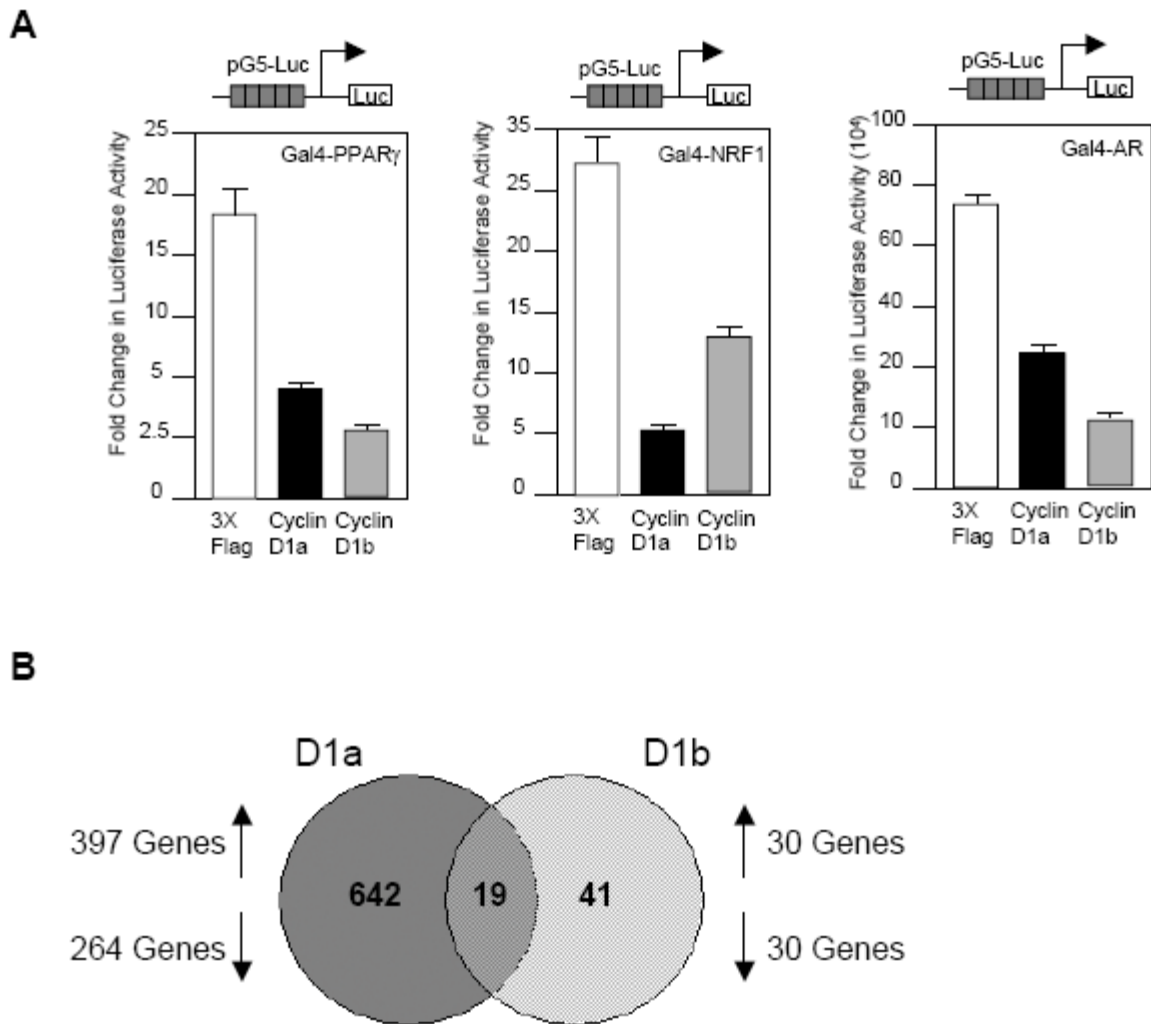 A
pG5-Luc
Luc
Gal4-PPARγ
Fold Change in Luciferase Activity
25
20
15
10
5
2.5
0
3X Flag
Cyclin D1a
Cyclin D1b
pG5-Luc
Luc
Gal4-NRF1
Fold Change in Luciferase Activity
35
30
25
20
15
10
5
0
3X Flag
Cyclin D1a
Cyclin D1b
pG5-Luc
Luc
Gal4-AR
Fold Change in Luciferase Activity (10⁴)
100
80
60
40
20
10
0
3X Flag
Cyclin D1a
Cyclin D1b
B
D1a
D1b
397 Genes
30 Genes
642
19
41
264 Genes
30 Genes